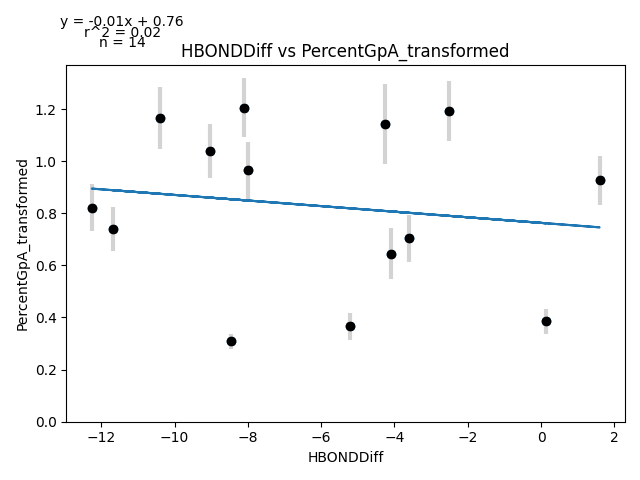 y = -0.01x + 0.76
r^2 = 0.02
n = 14
HBONDDiff vs PercentGpA_transformed
PercentGpA_transformed
1.2
1.0
0.8
0.6
0.4
0.2
0.0
−12
−10
−8
−6
−4
−2
0
2
HBONDDiff